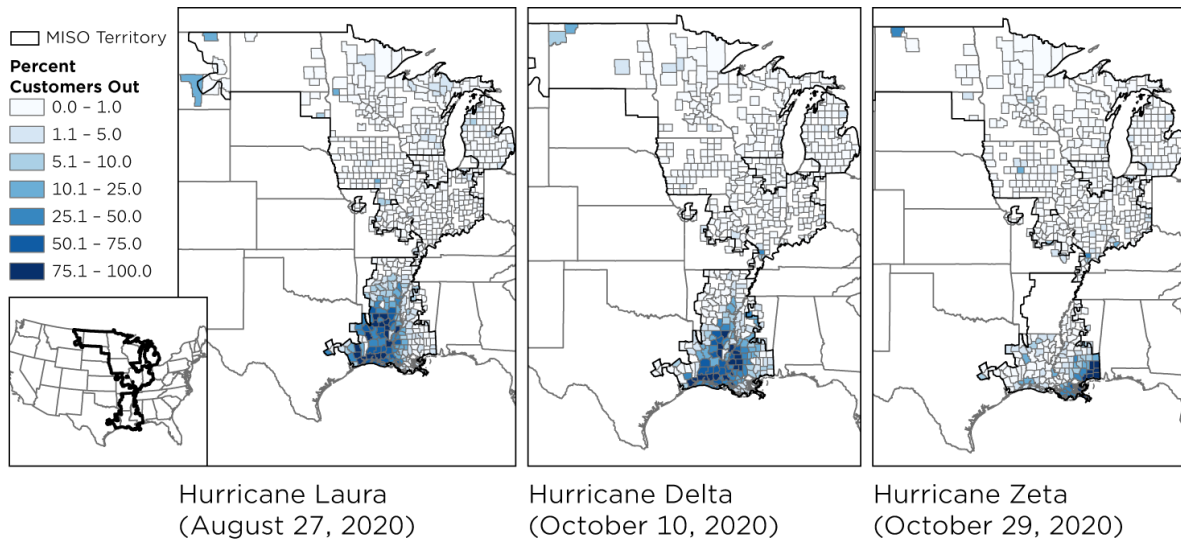 MISO Territory
Percent
Customers Out
0.0 – 1.0
1.1 – 5.0
5.1 – 10.0
10.1 – 25.0
25.1 – 50.0
50.1 – 75.0
75.1 – 100.0
Hurricane Laura
(August 27, 2020)
Hurricane Delta
(October 10, 2020)
Hurricane Zeta
(October 29, 2020)